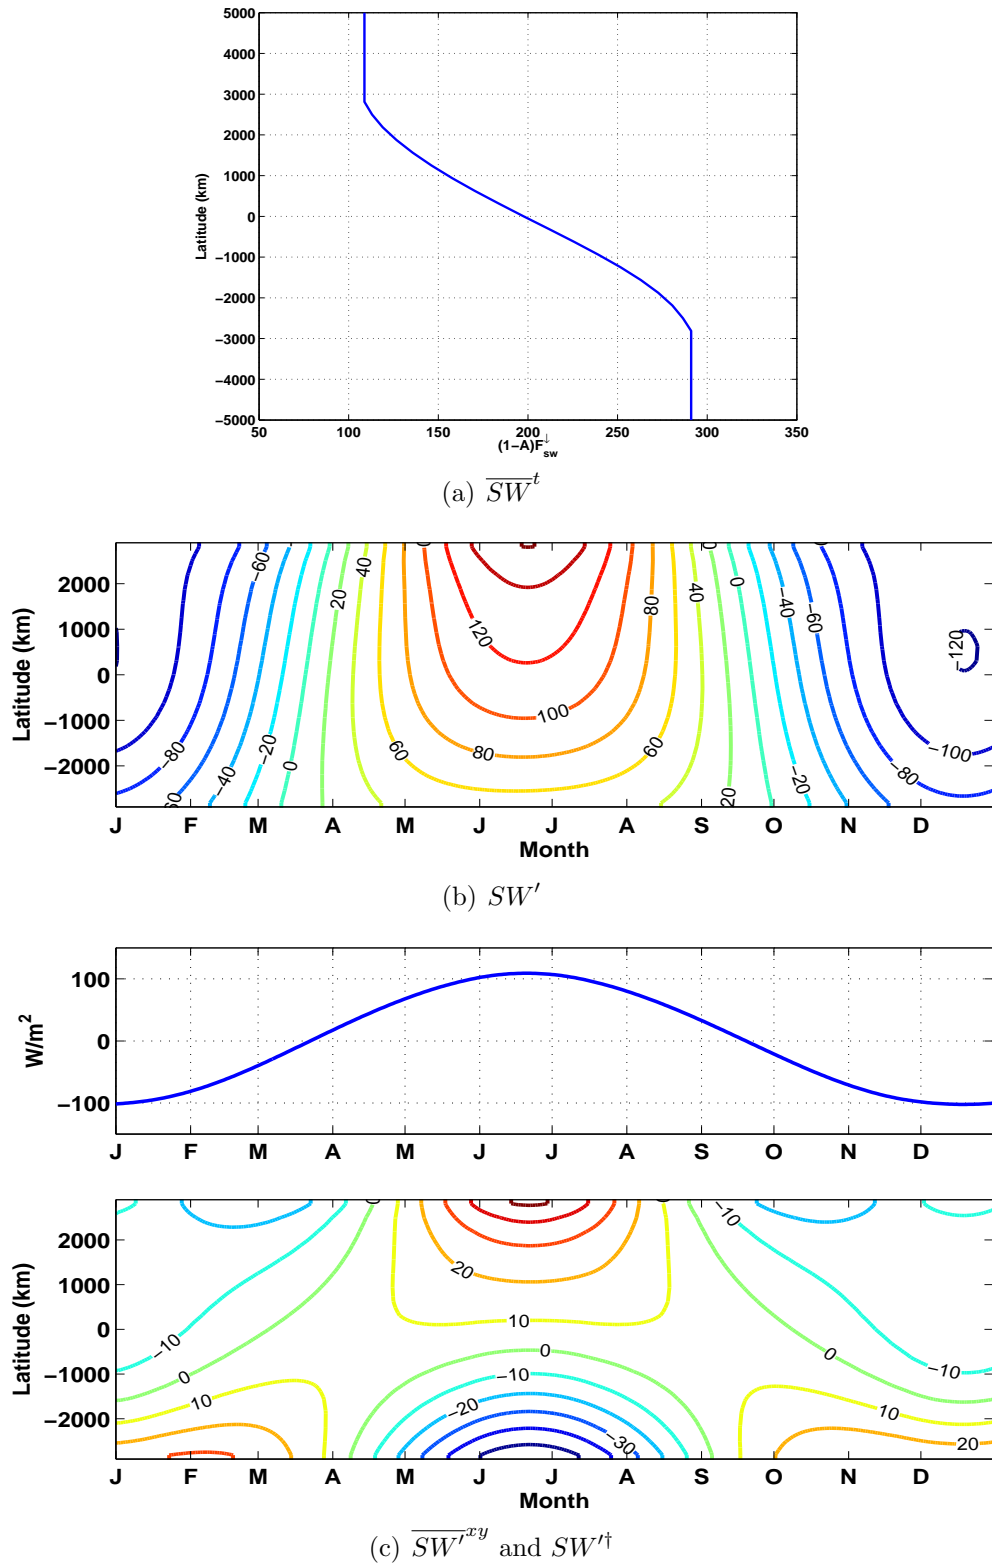 5000
4000
3000
2000
1000
0
−1000
−2000
−3000
−4000
−5000
Latitude (km)
50 100 150 200 250 300 350
(1−A)F↓sw
(a) SW̅ᵗ
2000
1000
0
−1000
−2000
Latitude (km)
−60 20 40 120 80 40 0 −40 −60 −120
−80 −40 −20 0 60 80 100 60 20 −20 −80 −100
J F M A M J J A S O N D
Month
(b) SW′
100
0
−100
W/m²
J F M A M J J A S O N D
2000
1000
0
−1000
−2000
Latitude (km)
0 0 −10
20
−10 10
0 0 0 −10
10 −10 −20 −30 10 20
J F M A M J J A S O N D
Month
(c) SW′̅ˣʸ and SW′†